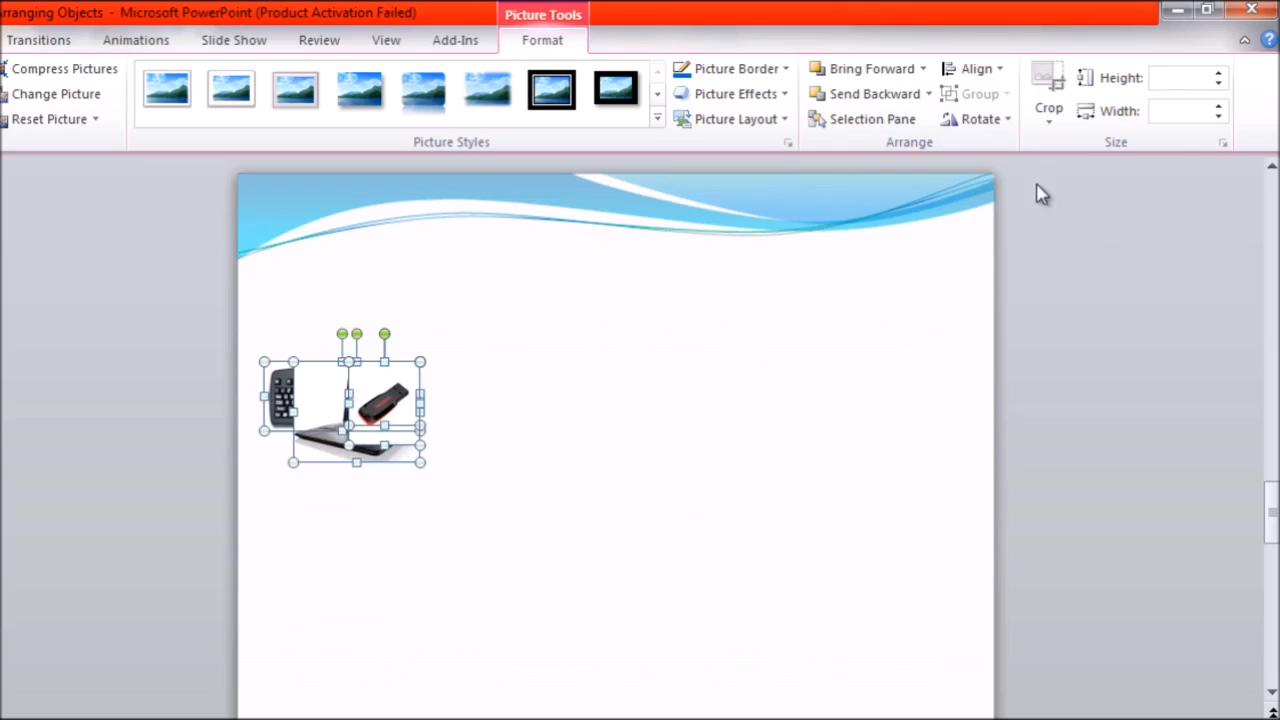 Arranging Objects - Microsoft PowerPoint (Product Activation Failed)
Picture Tools
Transitions Animations Slide Show Review View Add-Ins Format
Compress Pictures
Change Picture
Reset Picture
Picture Border
Picture Effects
Picture Layout
Picture Styles
Bring Forward
Send Backward
Selection Pane
Align
Group
Rotate
Arrange
Crop
Height:
Width:
Size